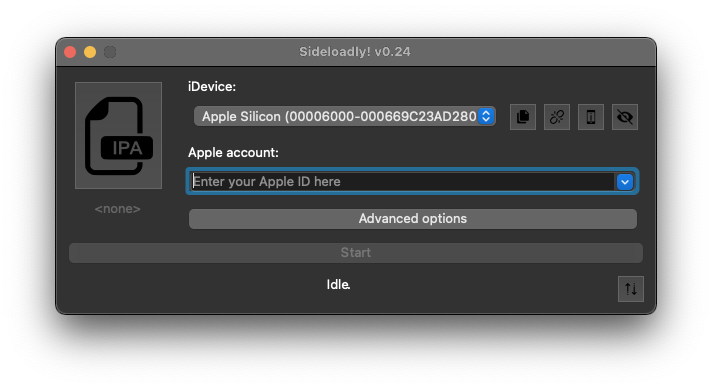 Sideloadly! v0.24
iDevice:
Apple Silicon (00006000-000669C23AD280
IPA
Apple account:
Enter your Apple ID here
<none>
Advanced options
Start
Idle.